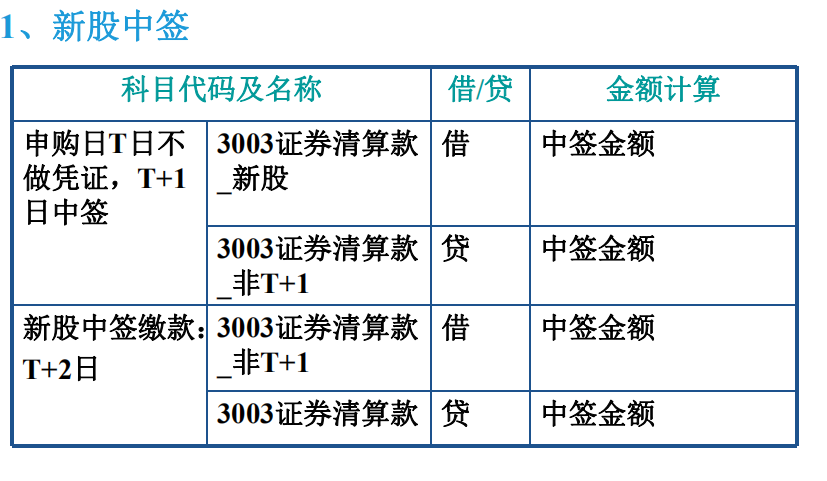 1、新股中签
科目代码及名称 借/贷 金额计算
申购日T日不 3003证券清算款 借 中签金额
做凭证，T+1 _新股
日中签
3003证券清算款 贷 中签金额
_非T+1
新股中签缴款： 3003证券清算款 借 中签金额
T+2日 _非T+1
3003证券清算款 贷 中签金额